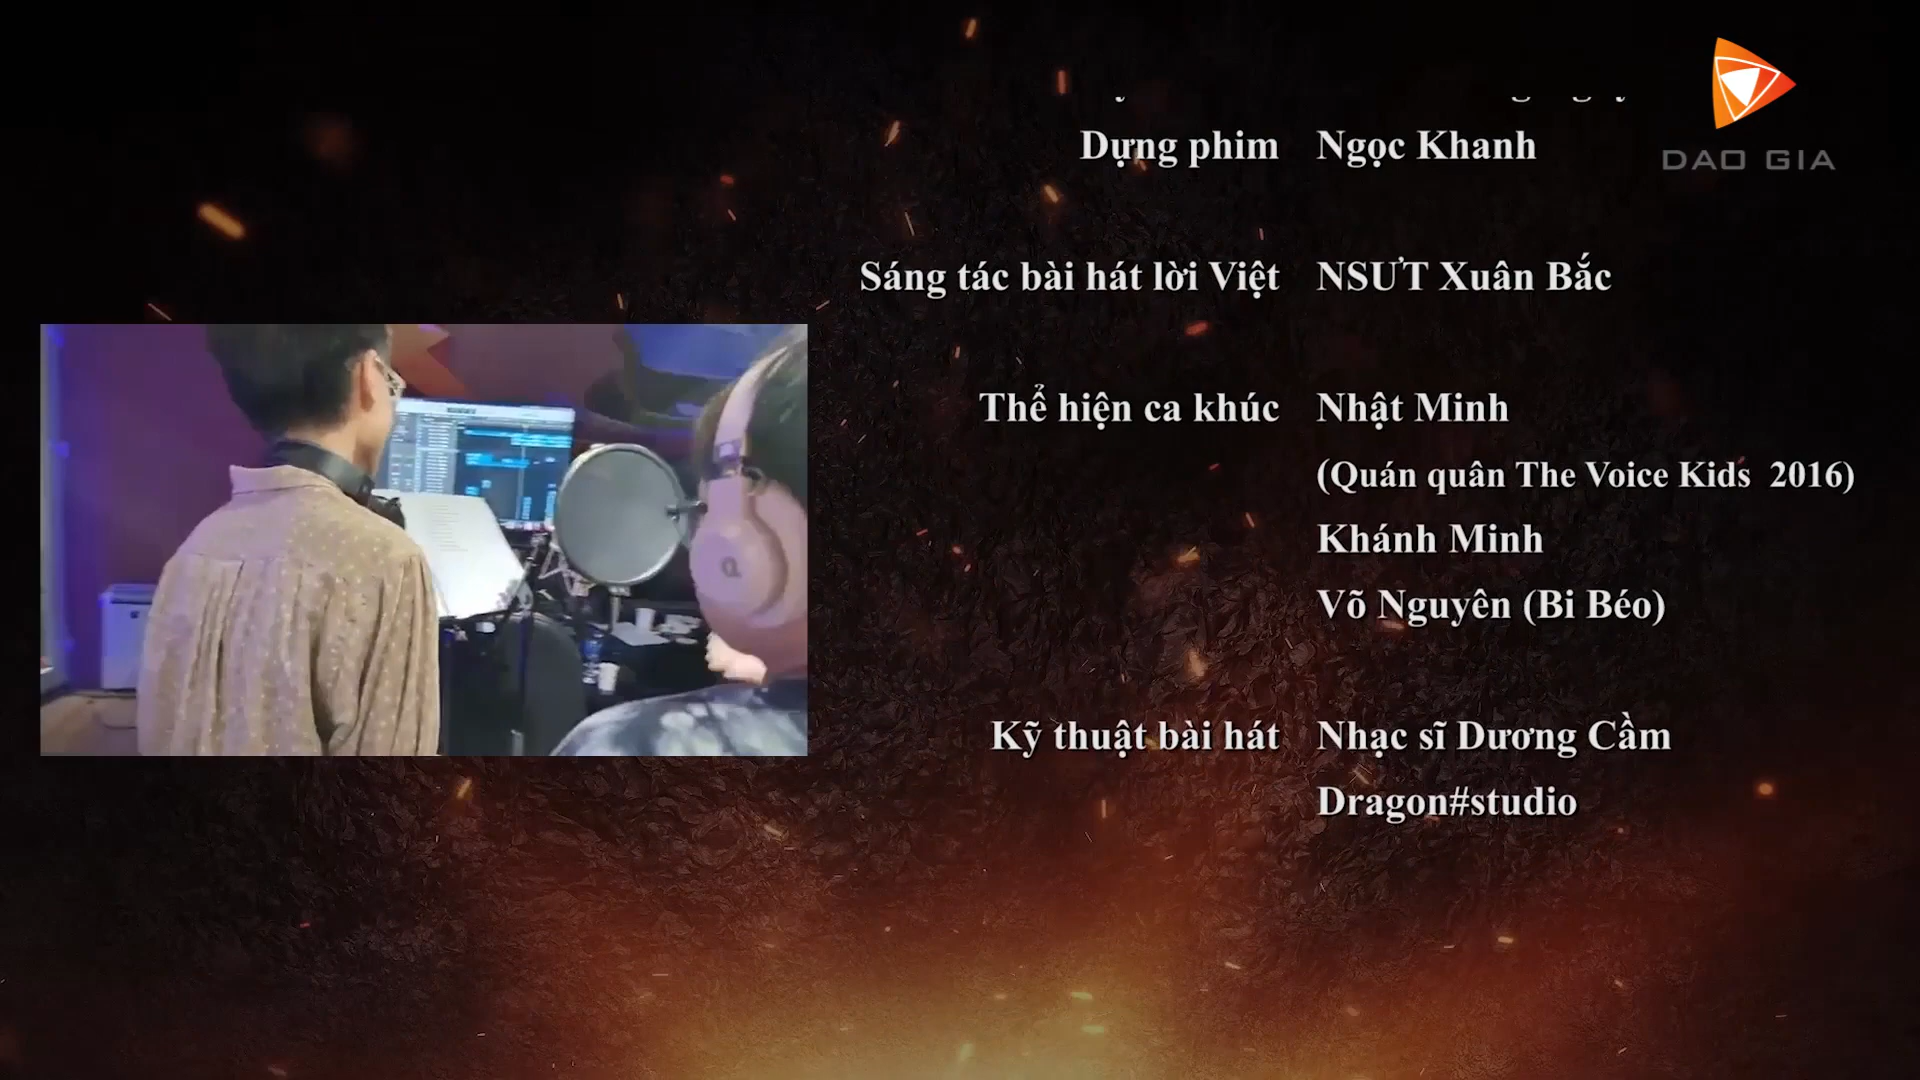 DAO GIA
Dựng phim Ngọc Khanh
Sáng tác bài hát lời Việt NSƯT Xuân Bắc
Thể hiện ca khúc Nhật Minh
(Quán quân The Voice Kids 2016)
Khánh Minh
Võ Nguyên (Bi Béo)
Kỹ thuật bài hát Nhạc sĩ Dương Cầm
Dragon#studio